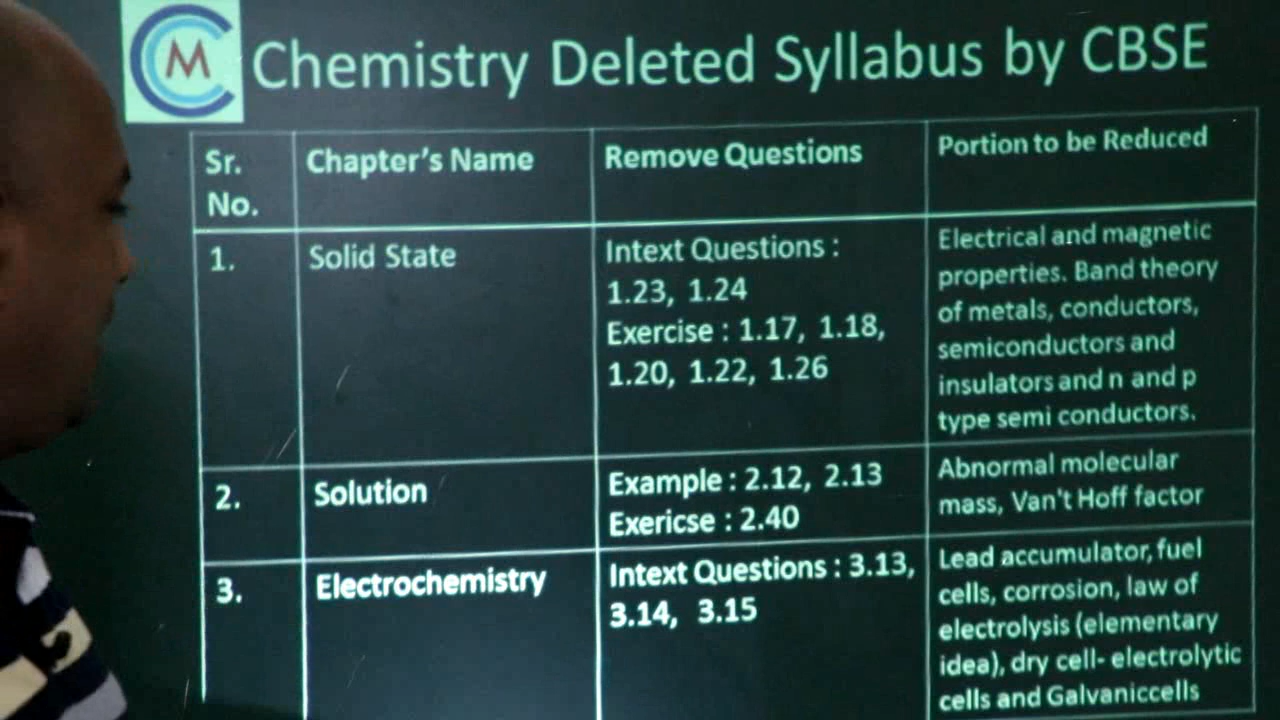 CCM
Chemistry Deleted Syllabus by CBSE
Sr.
No.
Chapter's Name
Remove Questions
Portion to be Reduced
1.
Solid State
Intext Questions :
1.23, 1.24
Exercise : 1.17, 1.18,
1.20, 1.22, 1.26
Electrical and magnetic
properties. Band theory
of metals, conductors,
semiconductors and
insulators and n and p
type semi conductors.
2.
Solution
Example : 2.12, 2.13
Exericse : 2.40
Abnormal molecular
mass, Van't Hoff factor
3.
Electrochemistry
Intext Questions : 3.13,
3.14, 3.15
Lead accumulator, fuel
cells, corrosion, law of
electrolysis (elementary
idea), dry cell- electrolytic
cells and Galvaniccells